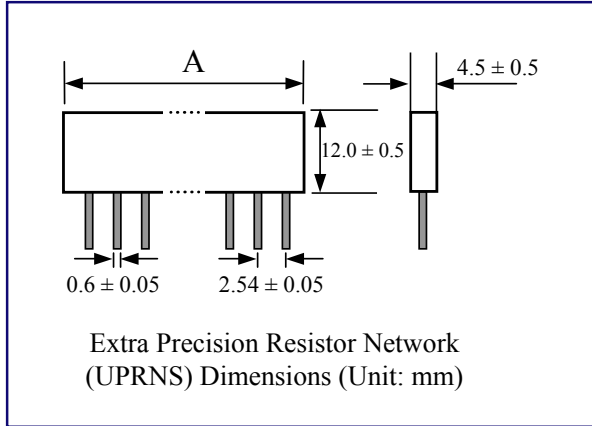 A
4.5 ± 0.5
12.0 ± 0.5
0.6 ± 0.05
2.54 ± 0.05
Extra Precision Resistor Network
(UPRNS) Dimensions (Unit: mm)